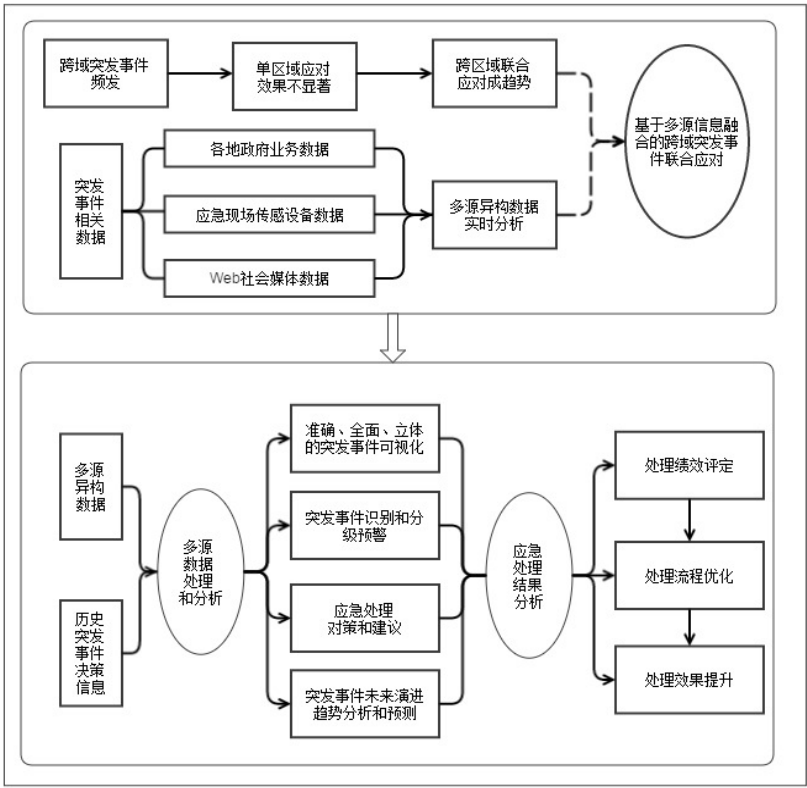 跨域突发事件
频发
单区域应对
效果不显著
跨区域联合
应对成趋势
基于多源信息融
合的跨域突发事
件联合应对
突发
事件
相关
数据
各地政府业务数据
应急现场传感设备数据
Web社会媒体数据
多源异构数据
实时分析
多源
异构
数据
历史
突发
事件
决策
信息
多源
数据
处理
和分析
准确、全面、立体
的突发事件可视化
突发事件识别和分
级预警
应急处理
对策和建议
突发事件未来演进
趋势分析和预测
应急
处理
结果
分析
处理绩效评定
处理流程优化
处理效果提升